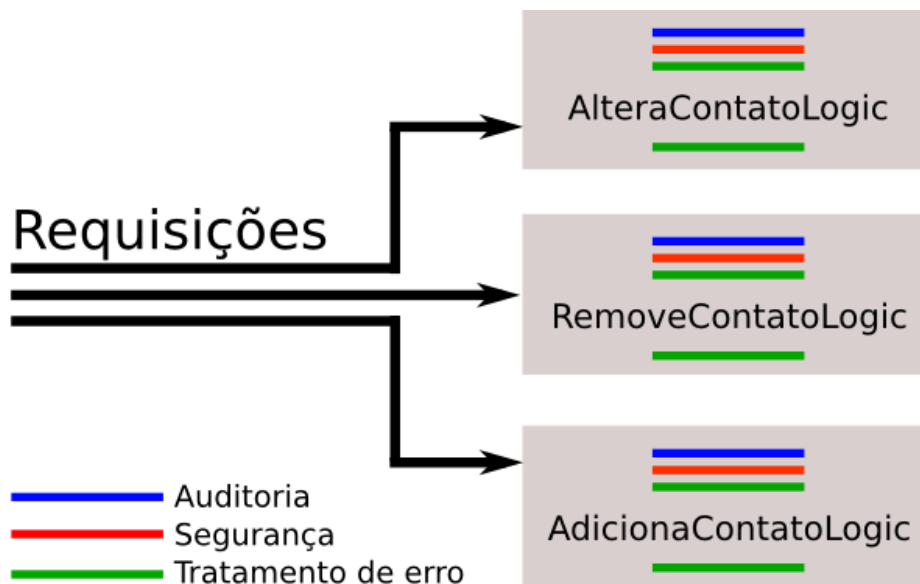 AlteraContatoLogic
Requisições
RemoveContatoLogic
AdicionaContatoLogic
Auditoria
Segurança
Tratamento de erro